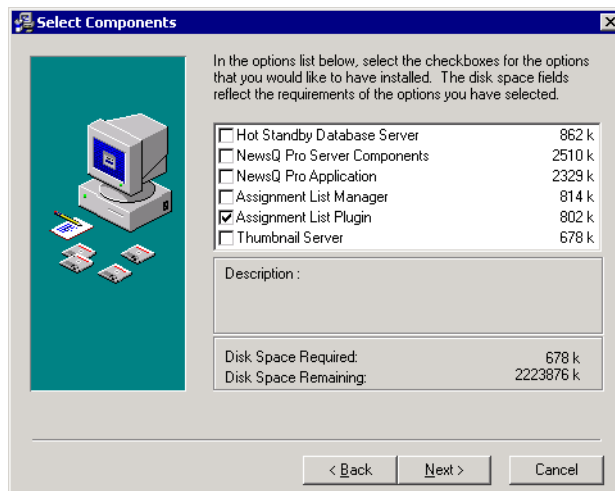 Select Components
In the options list below, select the checkboxes for the options
that you would like to have installed. The disk space fields
reflect the requirements of the options you have selected.
Hot Standby Database Server 862 k
NewsQ Pro Server Components 2510 k
NewsQ Pro Application 2329 k
Assignment List Manager 814 k
Assignment List Plugin 802 k
Thumbnail Server 678 k
Description :
Disk Space Required: 678 k
Disk Space Remaining: 2223876 k
< Back Next > Cancel